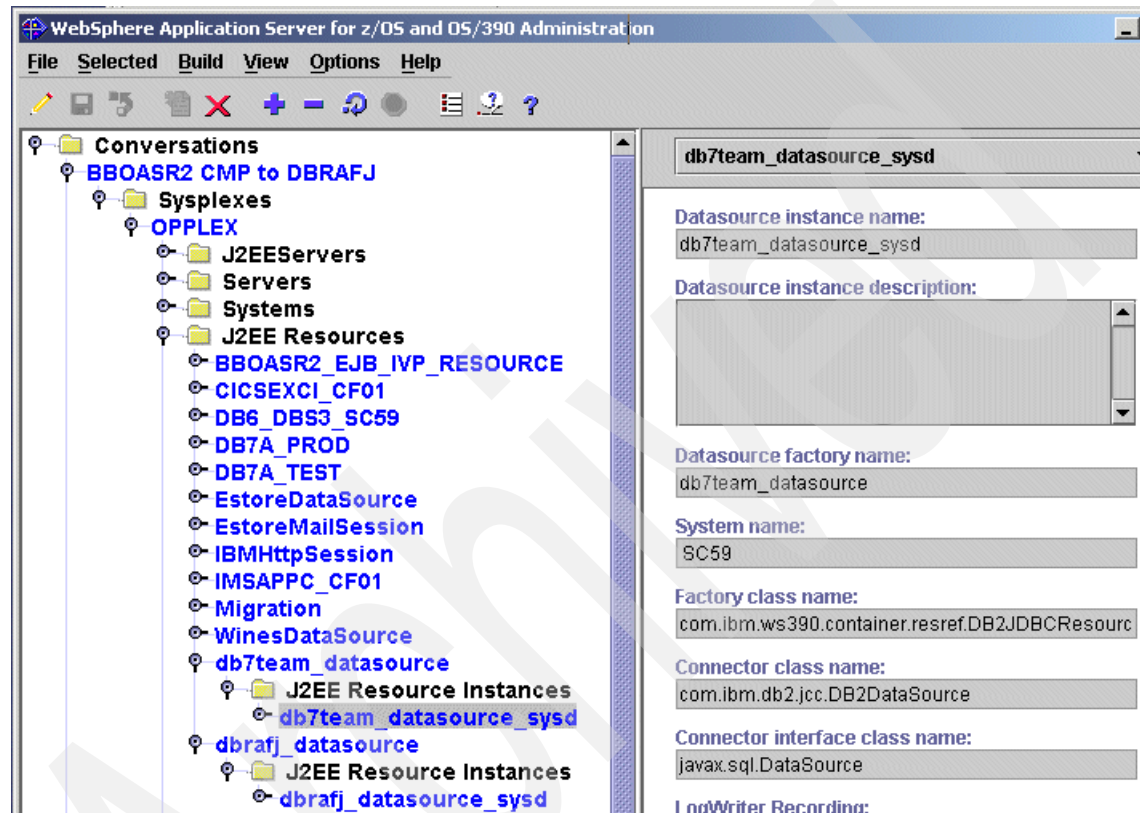 WebSphere Application Server for z/OS and OS/390 Administration
File Selected Build View Options Help
Conversations
BBOASR2 CMP to DBRAFJ
Sysplexes
OPPLEX
J2EEServers
Servers
Systems
J2EE Resources
BBOASR2_EJB_IVP_RESOURCE
CICSEXCI_CF01
DB6_DBS3_SC59
DB7A_PROD
DB7A_TEST
EstoreDataSource
EstoreMailSession
IBMHttpSession
IMSAPPC_CF01
Migration
WinesDataSource
db7team_datasource
J2EE Resource Instances
db7team_datasource_sysd
dbrafj_datasource
J2EE Resource Instances
dbrafj_datasource_sysd
db7team_datasource_sysd
Datasource instance name:
db7team_datasource_sysd
Datasource instance description:
Datasource factory name:
db7team_datasource
System name:
SC59
Factory class name:
com.ibm.ws390.container.resref.DB2JDBCResourc
Connector class name:
com.ibm.db2.jcc.DB2DataSource
Connector interface class name:
javax.sql.DataSource
LogWriter Recording: